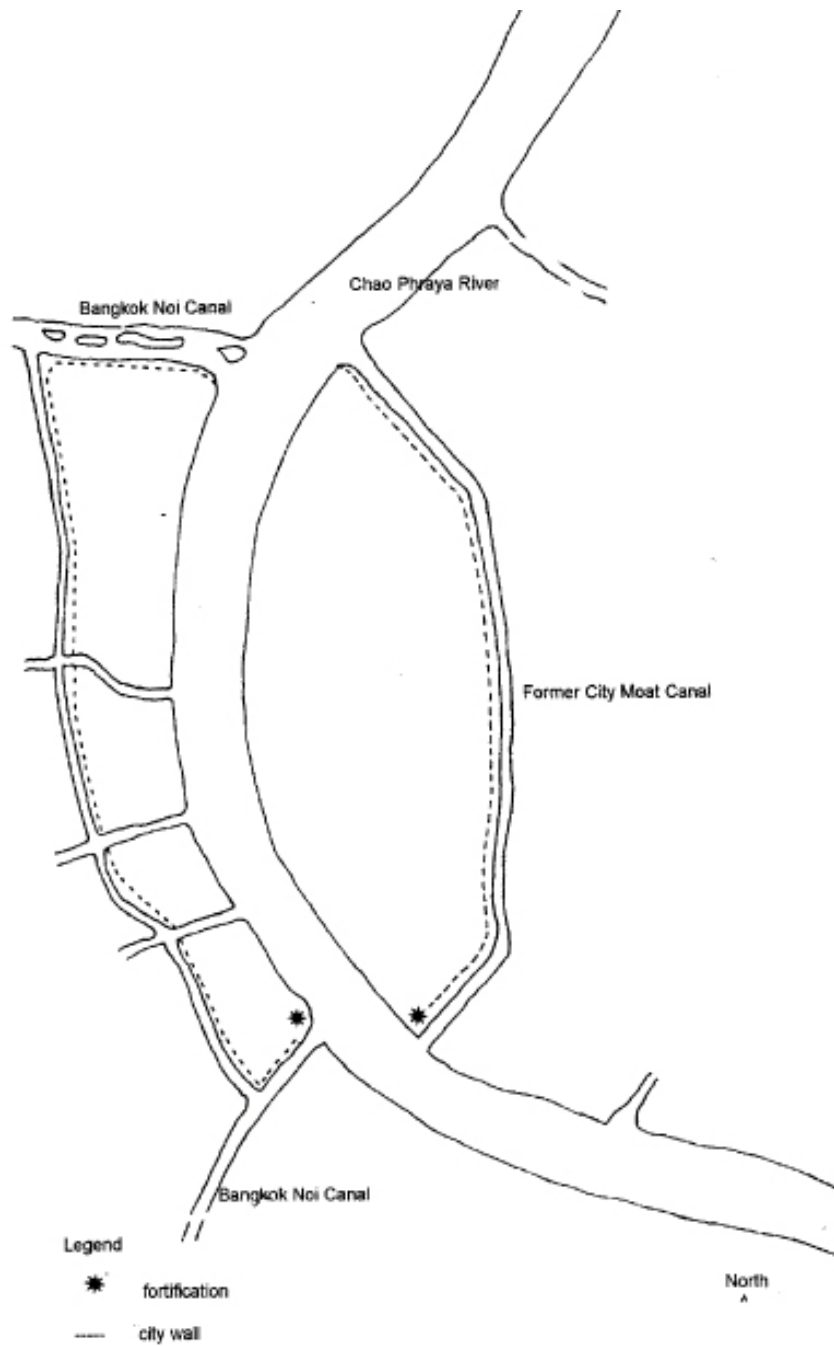 Chao Phraya River
Bangkok Noi Canal
Former City Moat Canal
Bangkok Noi Canal
Legend
fortification
city wall
North